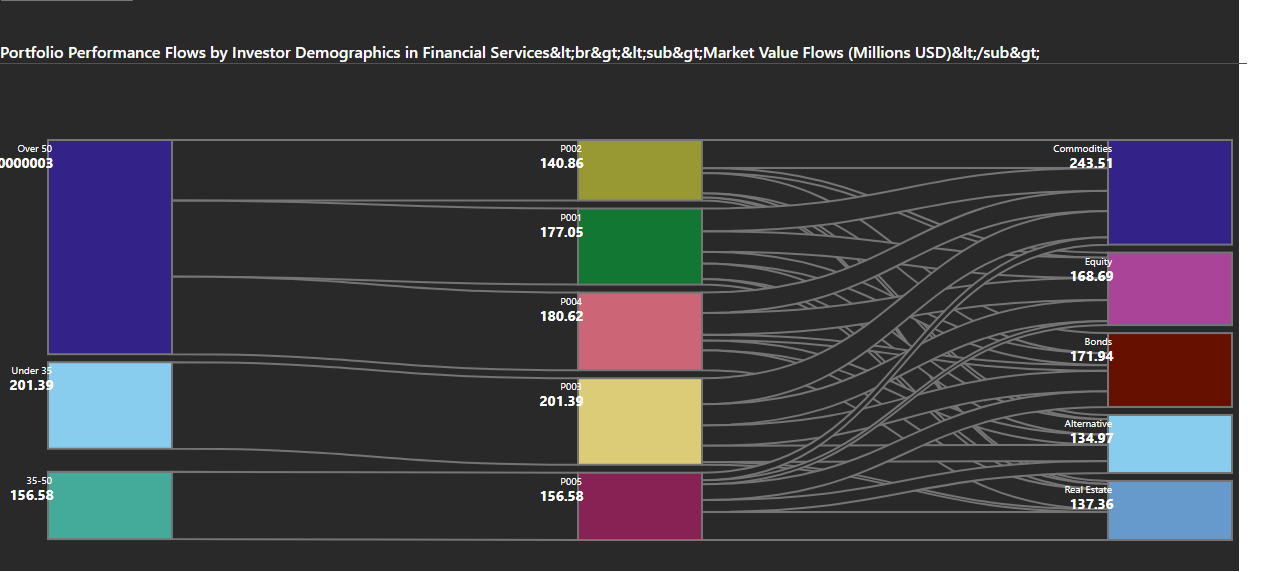 Portfolio Performance Flows by Investor Demographics in Financial Services&lt;br&gt;&lt;sub&gt;Market Value Flows (Millions USD)&lt;/sub&gt;
Over 50
0000003
Under 35
201.39
35-50
156.58
P002
140.86
P001
177.05
P004
180.62
P003
201.39
P005
156.58
Commodities
243.51
Equity
168.69
Bonds
171.94
Alternative
134.97
Real Estate
137.36